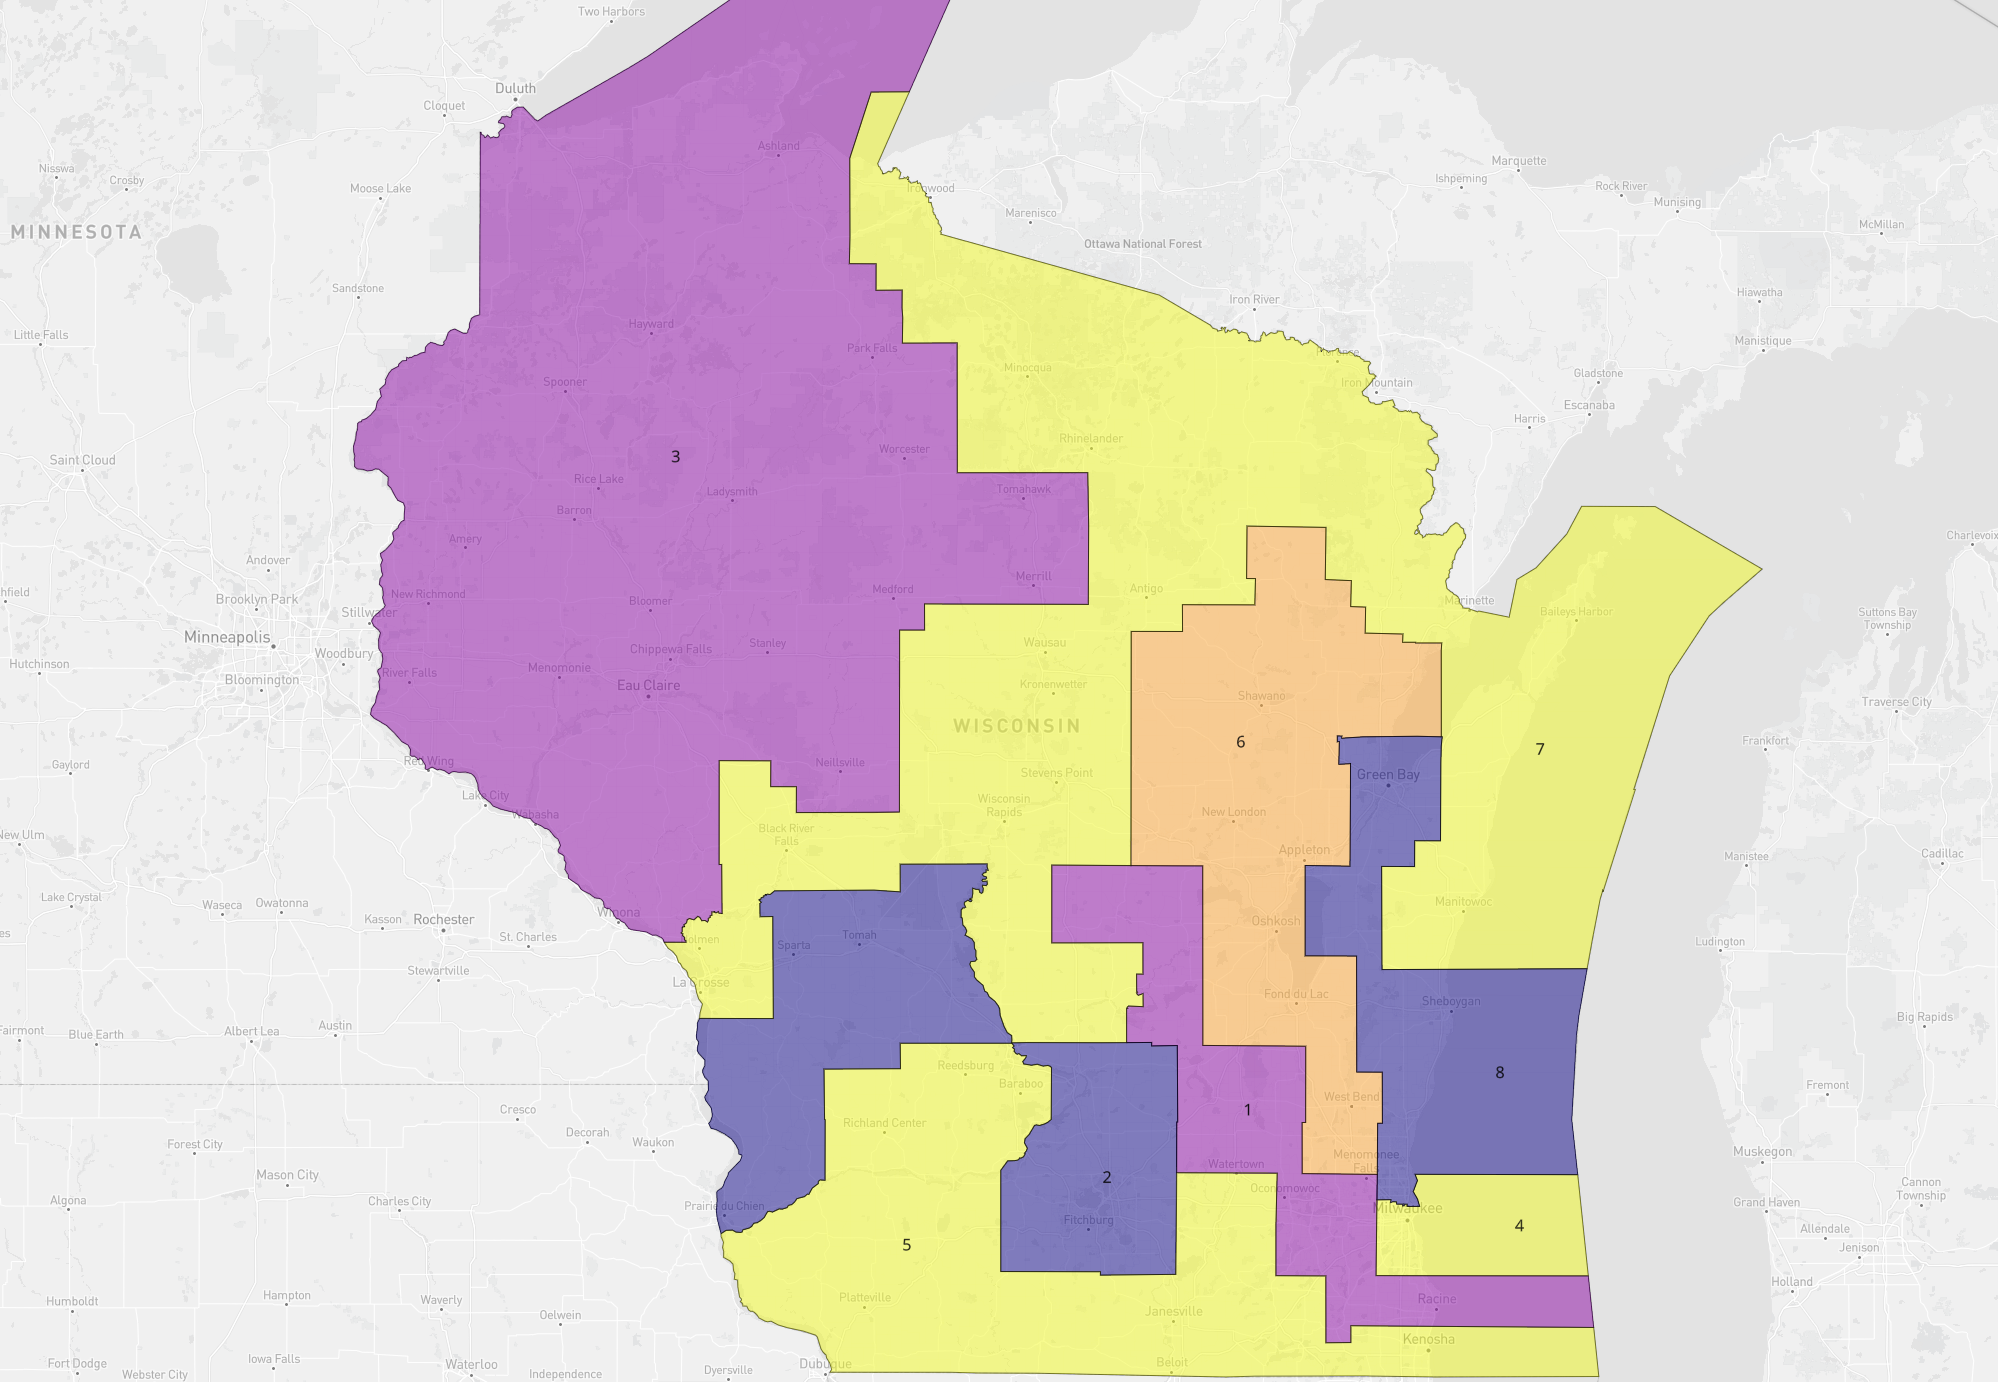 Two Harbors
Duluth
Cloquet
Ashland
Nisswa
Crosby
Moose Lake
Ironwood
Marquette
Ishpeming
Rock River
Munising
Marenisco
McMillan
MINNESOTA
Ottawa National Forest
Sandstone
Iron River
Hiawatha
Little Falls
Hayward
Park Falls
Manistique
Florence
Minocqua
Spooner
Iron Mountain
Gladstone
Escanaba
Harris
Rhinelander
Worcester
3
Saint Cloud
Rice Lake
Ladysmith
Tomahawk
Barron
Amery
Charlevoix
Andover
Merrill
Medford
Antigo
hfield
Brooklyn Park
New Richmond
Bloomer
Marinette
Baileys Harbor
Stillwater
Suttons Bay
Township
Minneapolis
Wausau
Stanley
Chippewa Falls
Woodbury
Hutchinson
Menomonie
River Falls
Bloomington
Eau Claire
Kronenwetter
Shawano
Traverse City
WISCONSIN
6
7
Frankfort
Red Wing
Gaylord
Neillsville
Stevens Point
Green Bay
Lake City
Wisconsin
Rapids
Wabasha
New London
Black River
Falls
New Ulm
Appleton
Manistee
Cadillac
Lake Crystal
Waseca
Owatonna
Manitowoc
Kasson
Rochester
Winona
Oshkosh
St. Charles
Holmen
Tomah
Sparta
Ludington
Stewartville
La Crosse
Fond du Lac
Sheboygan
Fairmont
Blue Earth
Albert Lea
Austin
Big Rapids
Reedsburg
8
Baraboo
Fremont
West Bend
Cresco
1
Richland Center
Decorah
Waukon
Forest City
Menomonee
Falls
Muskegon
Watertown
Mason City
2
Oconomowoc
Cannon
Township
Algona
Charles City
Prairie du Chien
Milwaukee
Grand Haven
Fitchburg
4
Allendale
5
Jenison
Holland
Humboldt
Hampton
Waverly
Platteville
Racine
Oelwein
Janesville
Kenosha
Fort Dodge
Iowa Falls
Waterloo
Dubuque
Beloit
Webster City
Independence
Dyersville